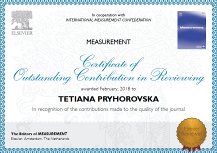 ELSEVIER
In cooperation with
INTERNATIONAL MEASUREMENT CONFEDERATION
MEASUREMENT
Certificate of
Outstanding Contribution in Reviewing
awarded February, 2018 to
TETIANA PRYHOROVSKA
In recognition of the contributions made to the quality of the journal
The Editors of MEASUREMENT
Elsevier, Amsterdam, The Netherlands